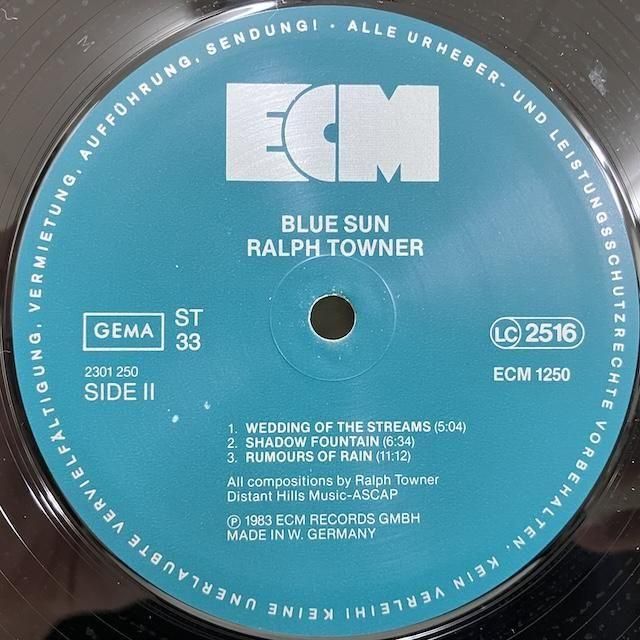 ALLE URHEBER- UND LEISTUNGSSCHUTZRECHTE VORBEHALTEN. KEIN VERLEIH! KEINE UNERLAUBTE VERVIELFÄLTIGUNG, VERMIETUNG, AUFFÜHRUNG, SENDUNG! ·
ECM
BLUE SUN
RALPH TOWNER
GEMA
ST
33
LC 2516
2301 250
SIDE II
ECM 1250
1. WEDDING OF THE STREAMS (5:04)
2. SHADOW FOUNTAIN (6:34)
3. RUMOURS OF RAIN (11:12)
All compositions by Ralph Towner
Distant Hills Music-ASCAP
Ⓟ 1983 ECM RECORDS GMBH
MADE IN W. GERMANY